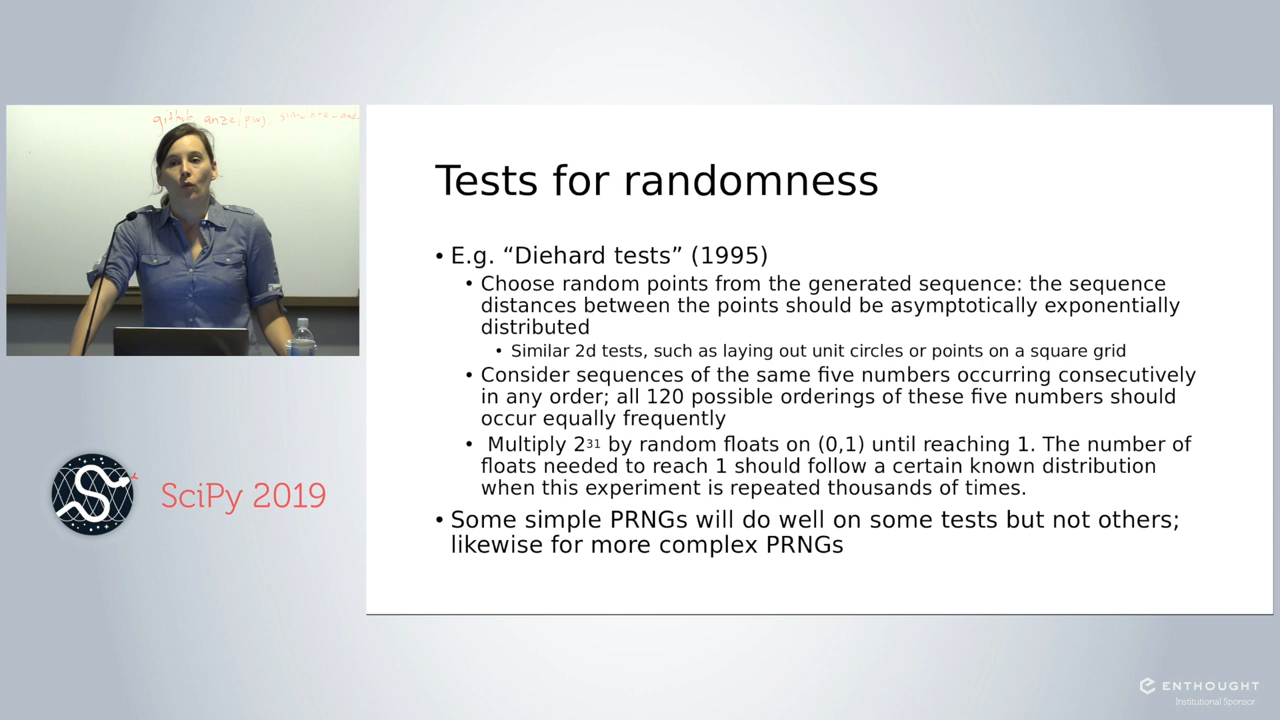 github
Tests for randomness
• E.g. “Diehard tests” (1995)
• Choose random points from the generated sequence: the sequence
distances between the points should be asymptotically exponentially
distributed
• Similar 2d tests, such as laying out unit circles or points on a square grid
• Consider sequences of the same five numbers occurring consecutively
in any order; all 120 possible orderings of these five numbers should
occur equally frequently
• Multiply 2³¹ by random floats on (0,1) until reaching 1. The number of
floats needed to reach 1 should follow a certain known distribution
when this experiment is repeated thousands of times.
• Some simple PRNGs will do well on some tests but not others;
likewise for more complex PRNGs
SciPy 2019
ENTHOUGHT
Institutional Sponsor